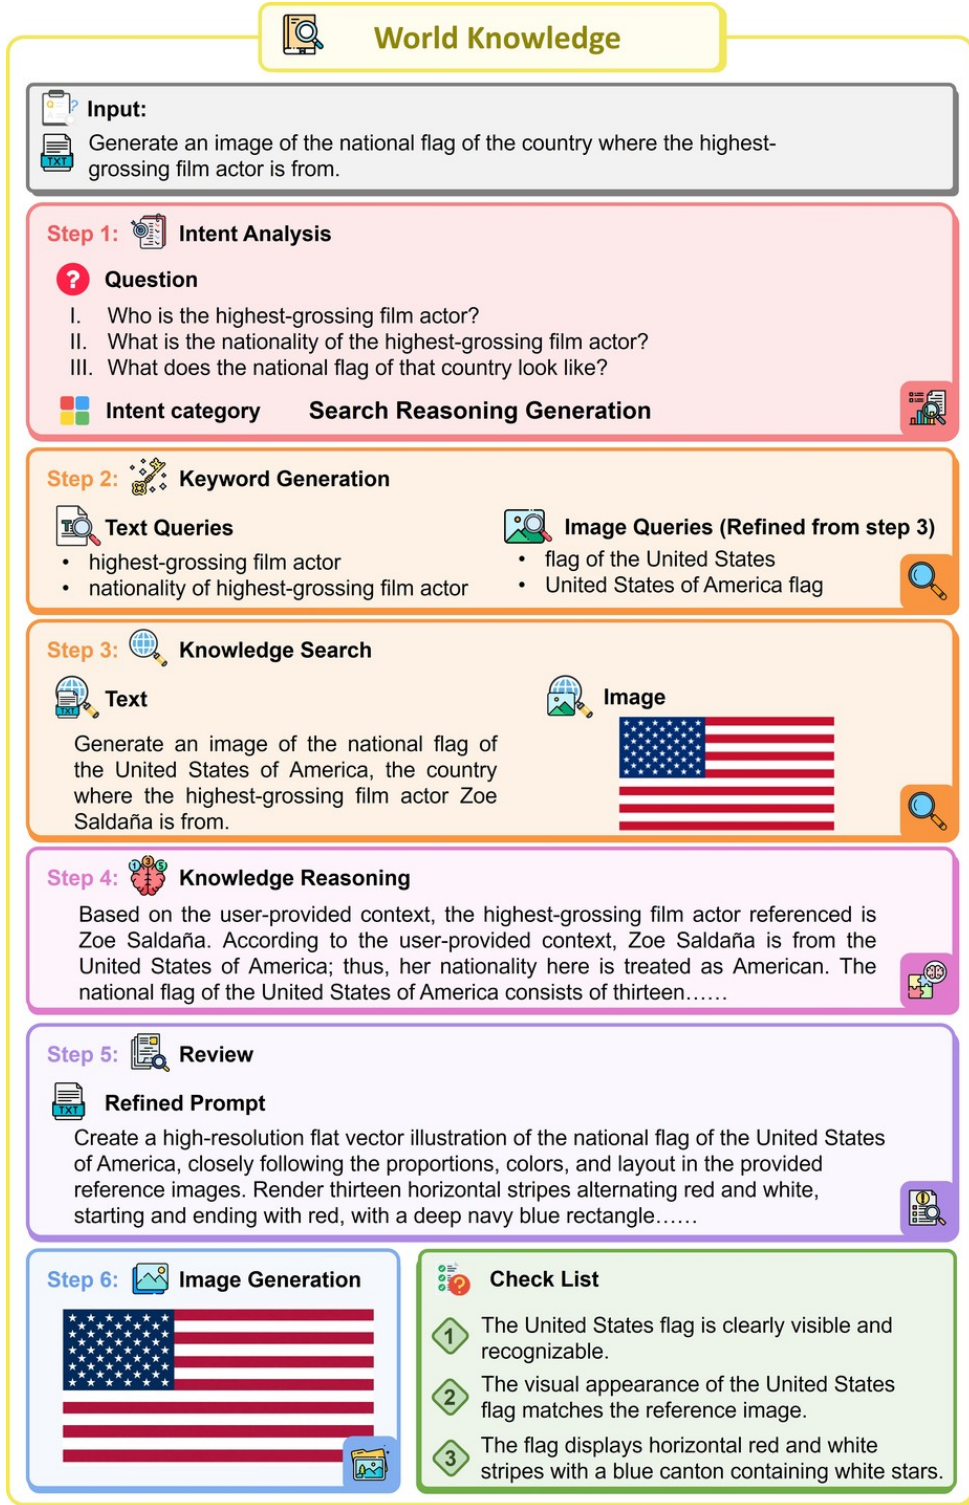 World Knowledge
Input:
TXT
Generate an image of the national flag of the country where the highest-
grossing film actor is from.
Step 1:
Intent Analysis
?
Question
I. Who is the highest-grossing film actor?
II. What is the nationality of the highest-grossing film actor?
III. What does the national flag of that country look like?
Intent category
Search Reasoning Generation
Step 2:
Keyword Generation
Text Queries
• highest-grossing film actor
• nationality of highest-grossing film actor
Image Queries (Refined from step 3)
• flag of the United States
• United States of America flag
Step 3:
Knowledge Search
TXT
Text
Generate an image of the national flag of
the United States of America, the country
where the highest-grossing film actor Zoe
Saldaña is from.
Image
Step 4:
1 3 5
Knowledge Reasoning
Based on the user-provided context, the highest-grossing film actor referenced is
Zoe Saldaña. According to the user-provided context, Zoe Saldaña is from the
United States of America; thus, her nationality here is treated as American. The
national flag of the United States of America consists of thirteen……
Step 5:
Review
TXT
Refined Prompt
Create a high-resolution flat vector illustration of the national flag of the United States
of America, closely following the proportions, colors, and layout in the provided
reference images. Render thirteen horizontal stripes alternating red and white,
starting and ending with red, with a deep navy blue rectangle……
Step 6:
Image Generation
?
Check List
1
The United States flag is clearly visible and
recognizable.
2
The visual appearance of the United States
flag matches the reference image.
3
The flag displays horizontal red and white
stripes with a blue canton containing white stars.